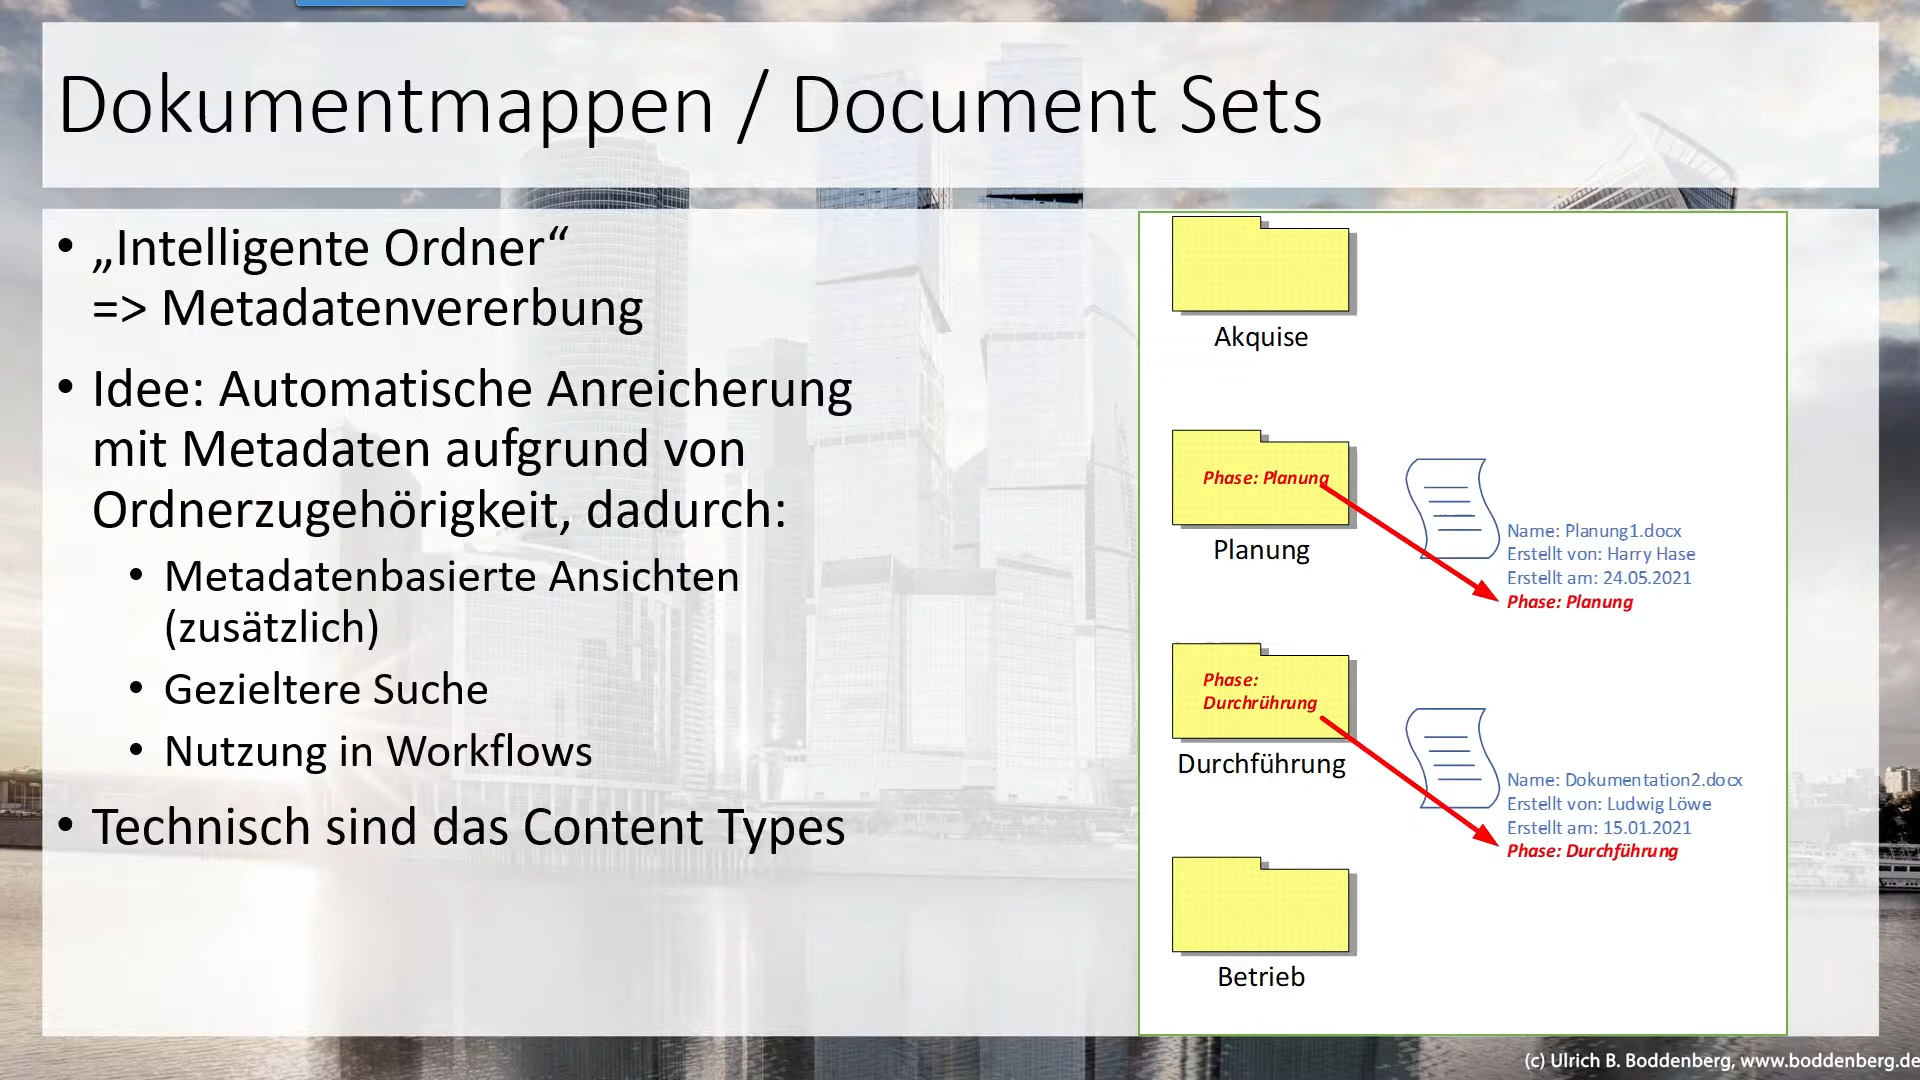 Dokumentmappen / Document Sets
• „Intelligente Ordner“
=> Metadatenvererbung
• Idee: Automatische Anreicherung
mit Metadaten aufgrund von
Ordnerzugehörigkeit, dadurch:
• Metadatenbasierte Ansichten
(zusätzlich)
• Gezieltere Suche
• Nutzung in Workflows
• Technisch sind das Content Types
Akquise
Phase: Planung
Planung
Name: Planung1.docx
Erstellt von: Harry Hase
Erstellt am: 24.05.2021
Phase: Planung
Phase:
Durchrührung
Durchführung
Name: Dokumentation2.docx
Erstellt von: Ludwig Löwe
Erstellt am: 15.01.2021
Phase: Durchführung
Betrieb
(c) Ulrich B. Boddenberg, www.boddenberg.de